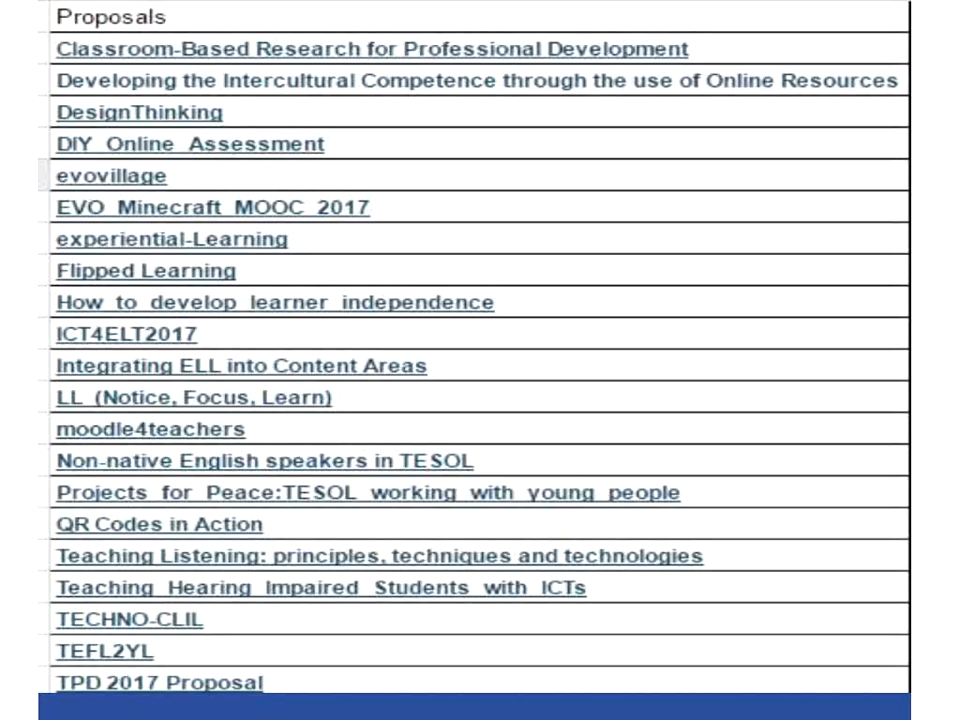 Proposals
Classroom-Based Research for Professional Development
Developing the Intercultural Competence through the use of Online Resources
DesignThinking
DIY_Online_Assessment
evovillage
EVO_Minecraft_MOOC_2017
experiential-Learning
Flipped Learning
How_to_develop_learner_independence
ICT4ELT2017
Integrating ELL into Content Areas
LL_(Notice, Focus, Learn)
moodle4teachers
Non-native English speakers in TESOL
Projects_for_Peace:TESOL_working_with_young_people
QR Codes in Action
Teaching Listening: principles, techniques and technologies
Teaching_Hearing_Impaired_Students_with_ICTs
TECHNO-CLIL
TEFL2YL
TPD 2017 Proposal